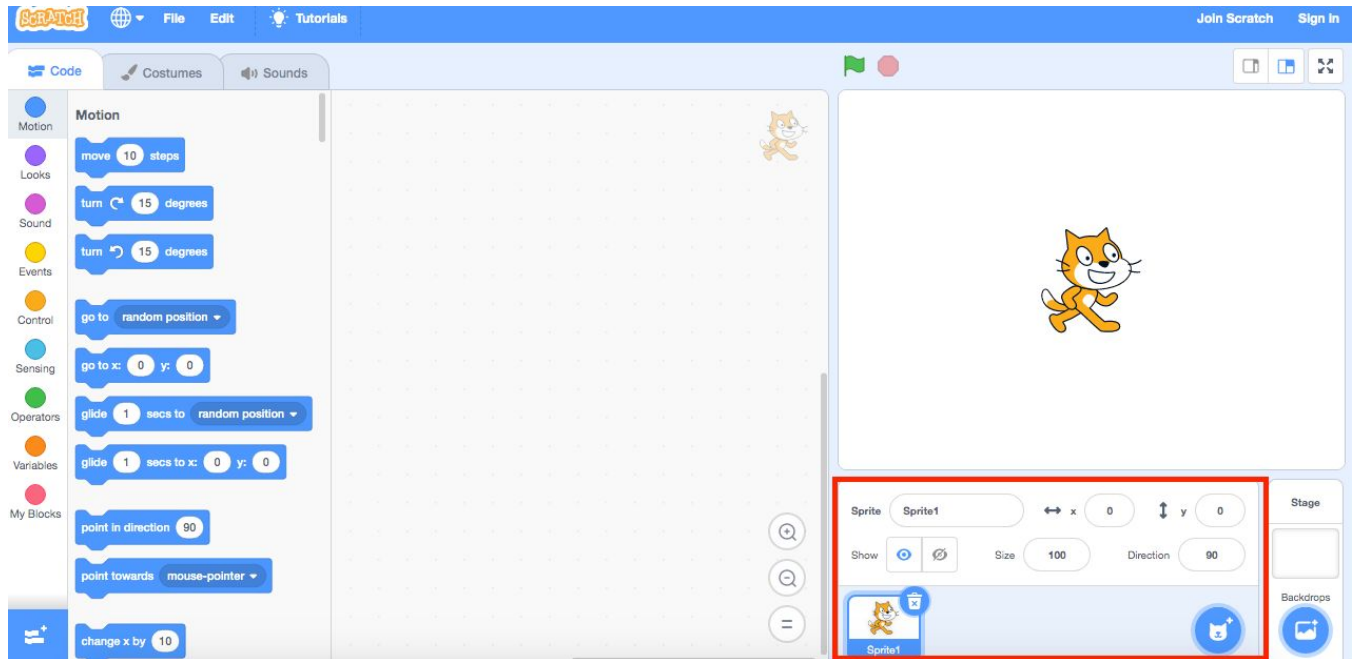 SCRATCH File Edit Tutorials Join Scratch Sign in
Code Costumes Sounds
Motion
Looks
Sound
Events
Control
Sensing
Operators
Variables
My Blocks
Motion
move 10 steps
turn 15 degrees
turn 15 degrees
go to random position
go to x: 0 y: 0
glide 1 secs to random position
glide 1 secs to x: 0 y: 0
point in direction 90
point towards mouse-pointer
change x by 10
Sprite Sprite1 x 0 y 0
Show Size 100 Direction 90
Sprite1
Stage
Backdrops